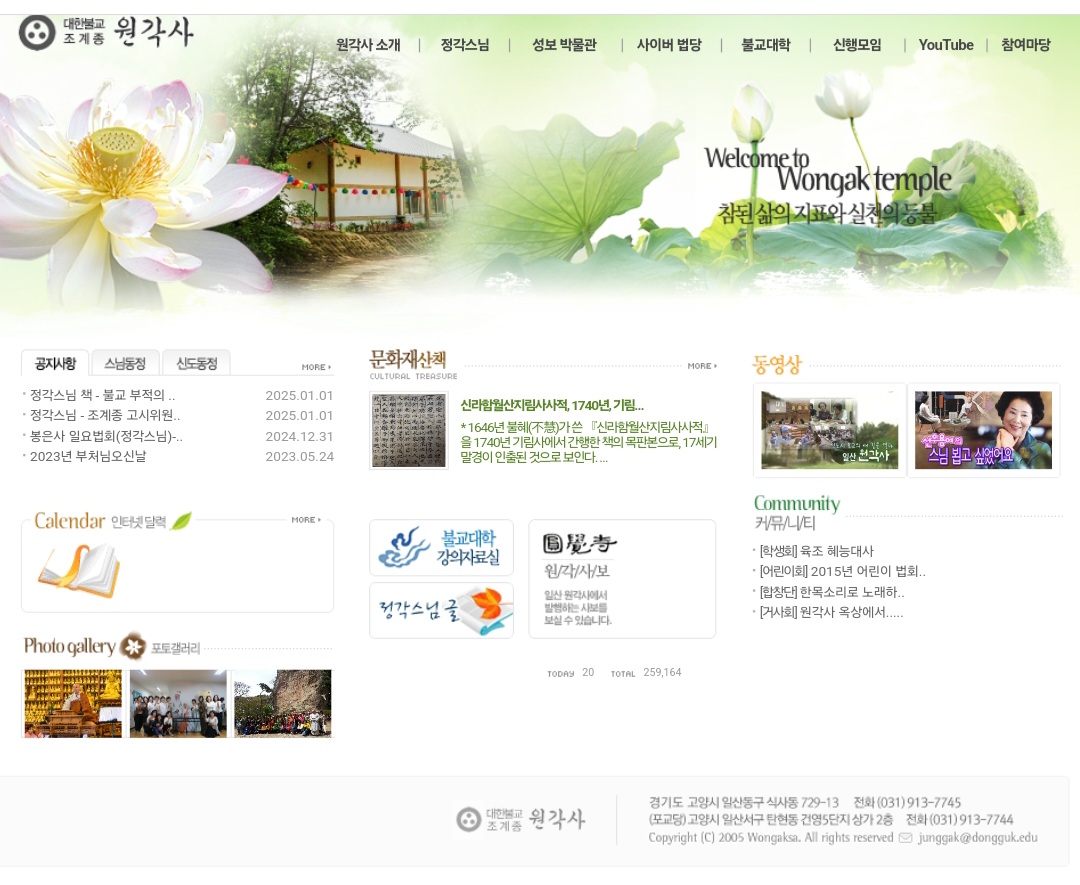 대한불교
조계종 원각사
원각사 소개 | 정각스님 | 성보 박물관 | 사이버 법당 | 불교대학 | 신행모임 | YouTube | 참여마당
Welcome to
Wongak temple
참된 삶의 지표와 실천의 등불
공지사항 스님동정 신도동정 MORE
정각스님 책 - 불교 부적의 .. 2025.01.01
정각스님 - 조계종 고시위원.. 2025.01.01
봉은사 일요법회(정각스님)-.. 2024.12.31
2023년 부처님오신날 2023.05.24
Calendar 인터넷 달력 MORE
Photo gallery 포토갤러리
문화재산책
CULTURAL TREASURE MORE
신라함월산지림사사적, 1740년, 기림...
* 1646년 불혜(不慧)가 쓴 『신라함월산지림사사적』
을 1740년 기림사에서 간행한 책의 목판본으로, 17세기
말경이 인출된 것으로 보인다. ...
불교대학
강의자료실
정각스님 글
圓覺寺
원/각/사/보
일산 원각사에서
발행하는 사보를
보실 수 있습니다.
TODAY 20 TOTAL 259,164
동영상
일산 원각사
선우용여의
스님 뵙고 싶었어요
Community
커/뮤/니/티
[학생회] 육조 혜능대사
[어린이회] 2015년 어린이 법회..
[합창단] 한목소리로 노래하..
[거사회] 원각사 옥상에서.....
대한불교
조계종 원각사
경기도 고양시 일산동구 식사동 729-13 전화 (031) 913-7745
(포교당) 고양시 일산서구 탄현동 건영5단지 상가 2층 전화 (031) 913-7744
Copyright (C) 2005 Wongaksa. All rights reserved junggak@dongguk.edu